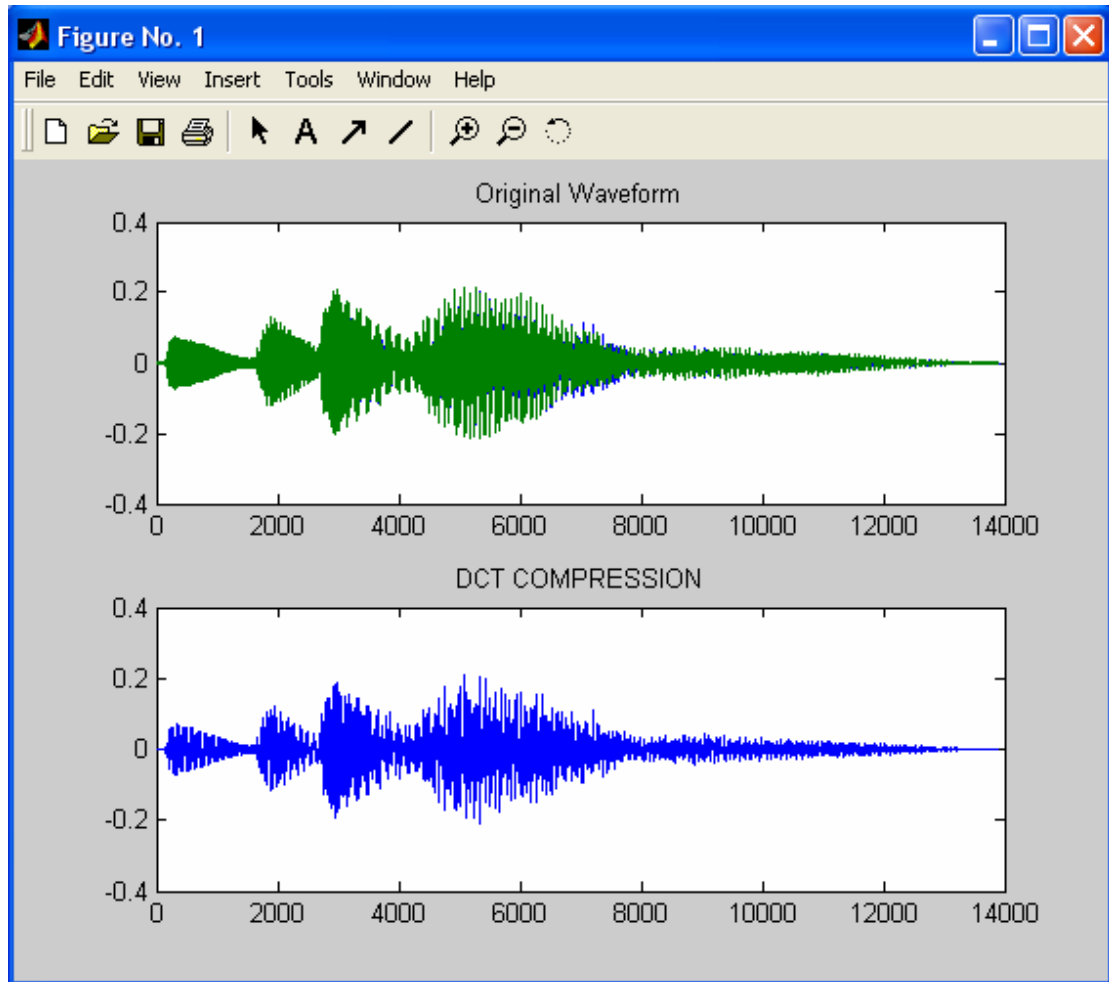 Figure No. 1
File Edit View Insert Tools Window Help
A
Original Waveform
0.4
0.2
0
-0.2
-0.4
0 2000 4000 6000 8000 10000 12000 14000
DCT COMPRESSION
0.4
0.2
0
-0.2
-0.4
0 2000 4000 6000 8000 10000 12000 14000